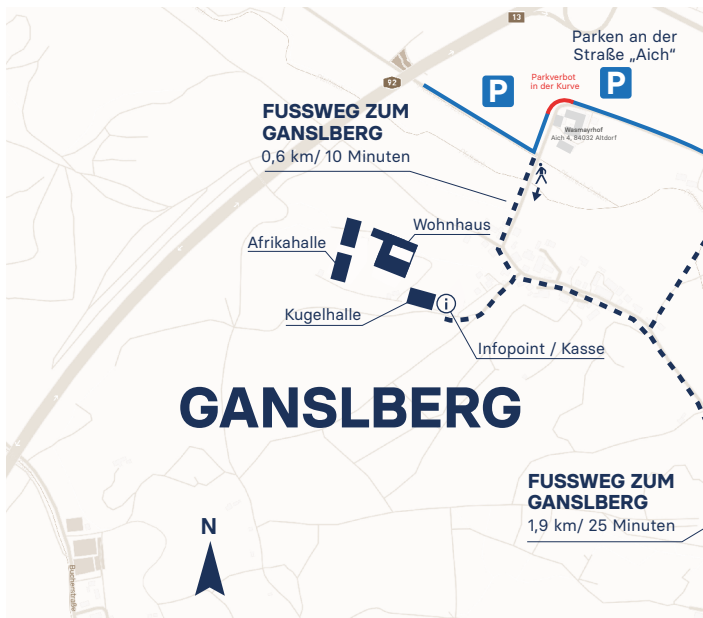 13
Parken an der
Straße „Aich“
92
P
Parkverbot
in der Kurve
P
FUSSWEG ZUM
GANSLBERG
0,6 km/ 10 Minuten
Wasmayrhof
Aich 4, 84032 Altdorf
Wohnhaus
Afrikahalle
i
Kugelhalle
Infopoint / Kasse
GANSLBERG
FUSSWEG ZUM
GANSLBERG
1,9 km/ 25 Minuten
N
Bucherstraße